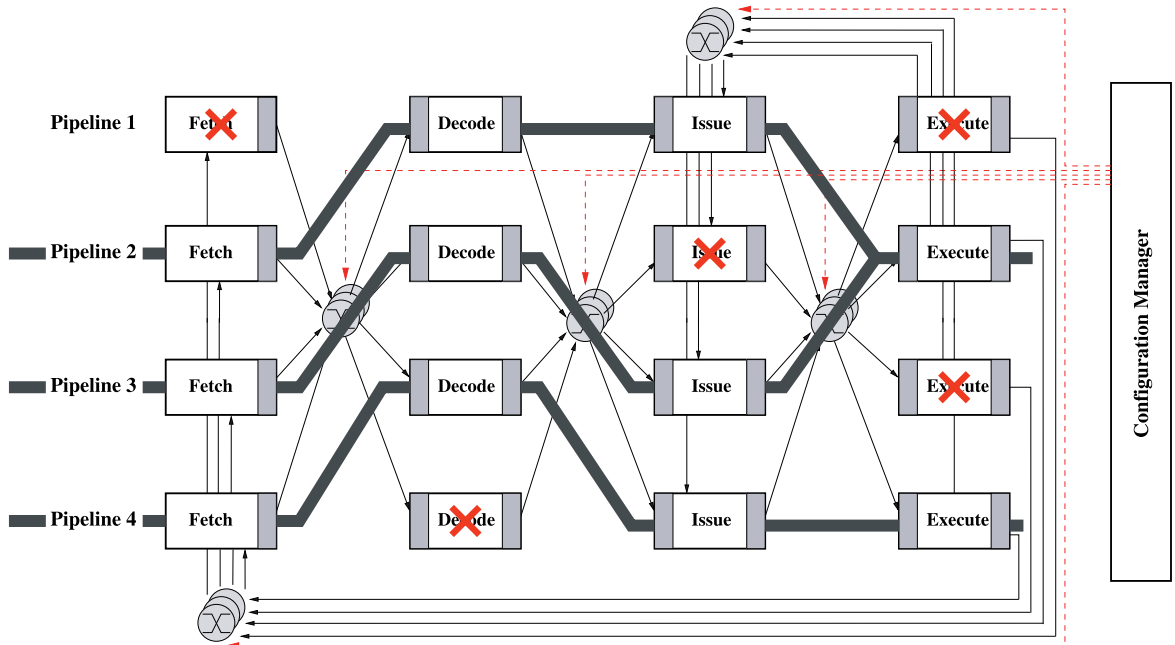 Pipeline 1 Fetch Decode Issue Execute
Pipeline 2 Fetch Decode Issue Execute
Pipeline 3 Fetch Decode Issue Execute
Pipeline 4 Fetch Decode Issue Execute
Configuration Manager